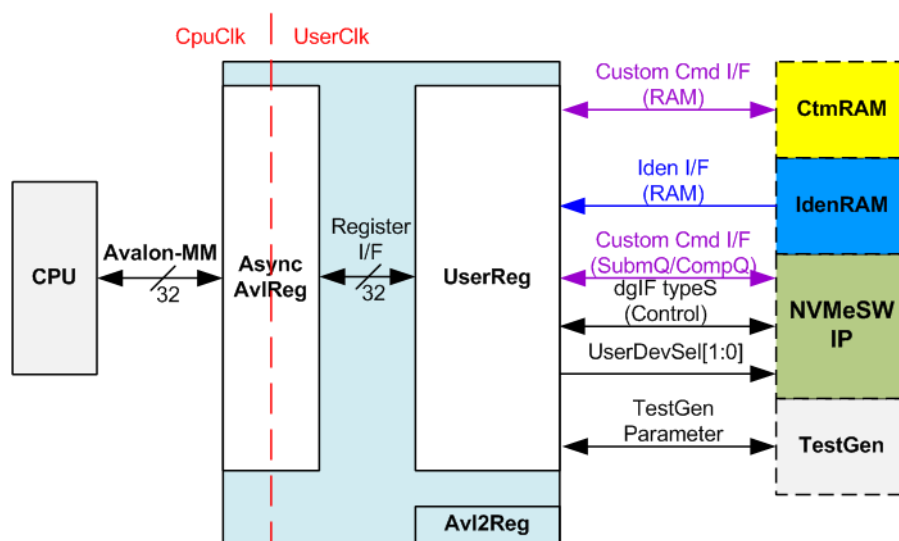 CpuClk
UserClk
Custom Cmd I/F
(RAM)
CtmRAM
Iden I/F
(RAM)
IdenRAM
CPU
Avalon-MM
32
Async
AvlReg
Register
I/F
32
UserReg
Custom Cmd I/F
(SubmQ/CompQ)
dgIF typeS
(Control)
UserDevSel[1:0]
NVMeSW
IP
TestGen
Parameter
TestGen
Avl2Reg